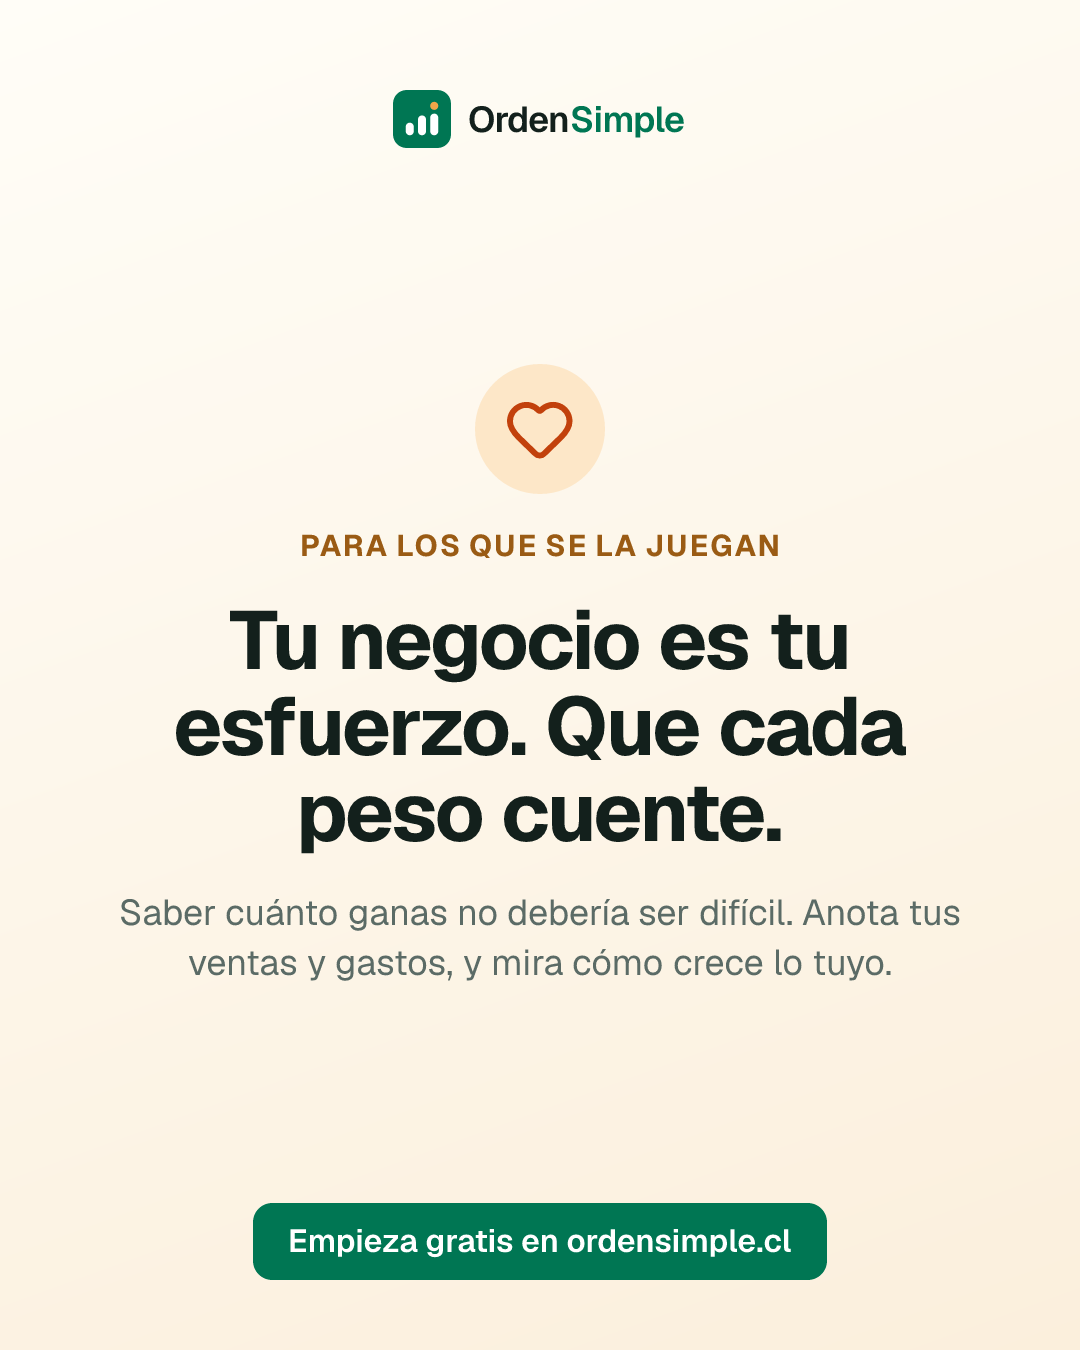 OrdenSimple
PARA LOS QUE SE LA JUEGAN
Tu negocio es tu
esfuerzo. Que cada
peso cuente.
Saber cuánto ganas no debería ser difícil. Anota tus
ventas y gastos, y mira cómo crece lo tuyo.
Empieza gratis en ordensimple.cl